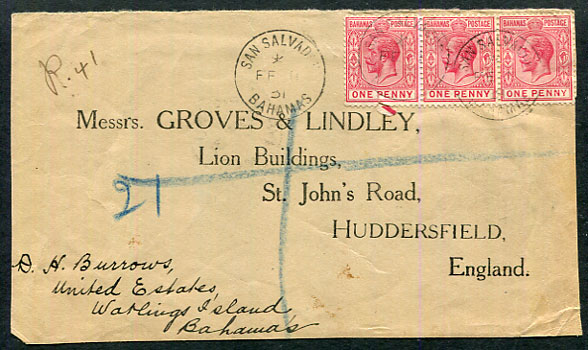 R. 41
SAN SALVADOR
FE
31
BAHAMAS
BAHAMAS POSTAGE
ONE PENNY
BAHAMAS POSTAGE
ONE PENNY
BAHAMAS POSTAGE
ONE PENNY
Messrs. GROVES & LINDLEY,
Lion Buildings,
St. John's Road,
HUDDERSFIELD,
England.
21
D. H. Burrows,
United Estates,
Watlings Island,
Bahamas